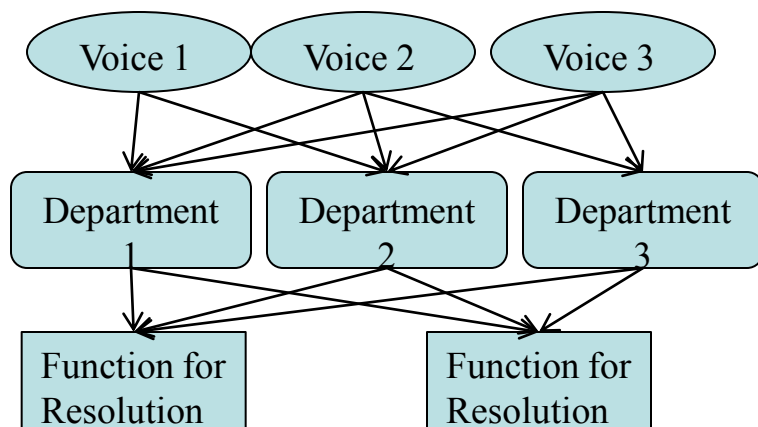 Voice 1
Voice 2
Voice 3
Department
1
Department
2
Department
3
Function for
Resolution
Function for
Resolution